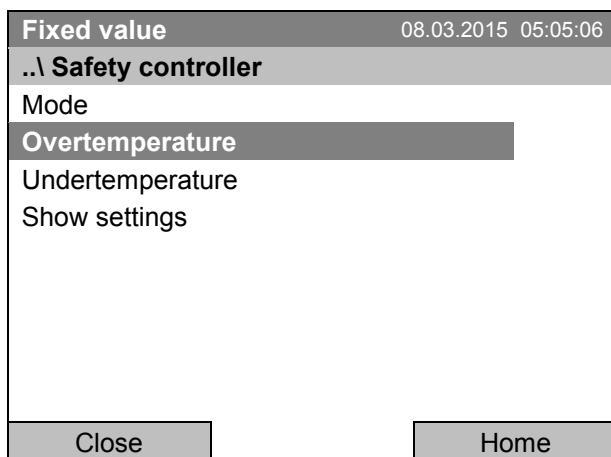 Fixed value 08.03.2015 05:05:06
..\ Safety controller
Mode
Overtemperature
Undertemperature
Show settings
Close Home